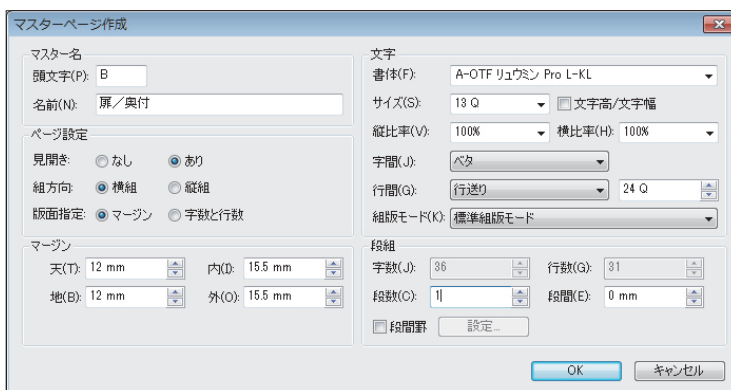 マスターページ作成
マスター名
頭文字(P): B
名前(N): 扉／奥付
ページ設定
見開き: なし あり
組方向: 横組 縦組
版面指定: マージン 字数と行数
マージン
天(T): 12 mm 内(I): 15.5 mm
地(B): 12 mm 外(O): 15.5 mm
文字
書体(F): A-OTF リュウミン Pro L-KL
サイズ(S): 13 Q 文字高/文字幅
縦比率(V): 100% 横比率(H): 100%
字間(J): ベタ
行間(G): 行送り 24 Q
組版モード(K): 標準組版モード
段組
字数(J): 36 行数(G): 31
段数(C): 1 段間(E): 0 mm
段間罫 設定...
OK キャンセル